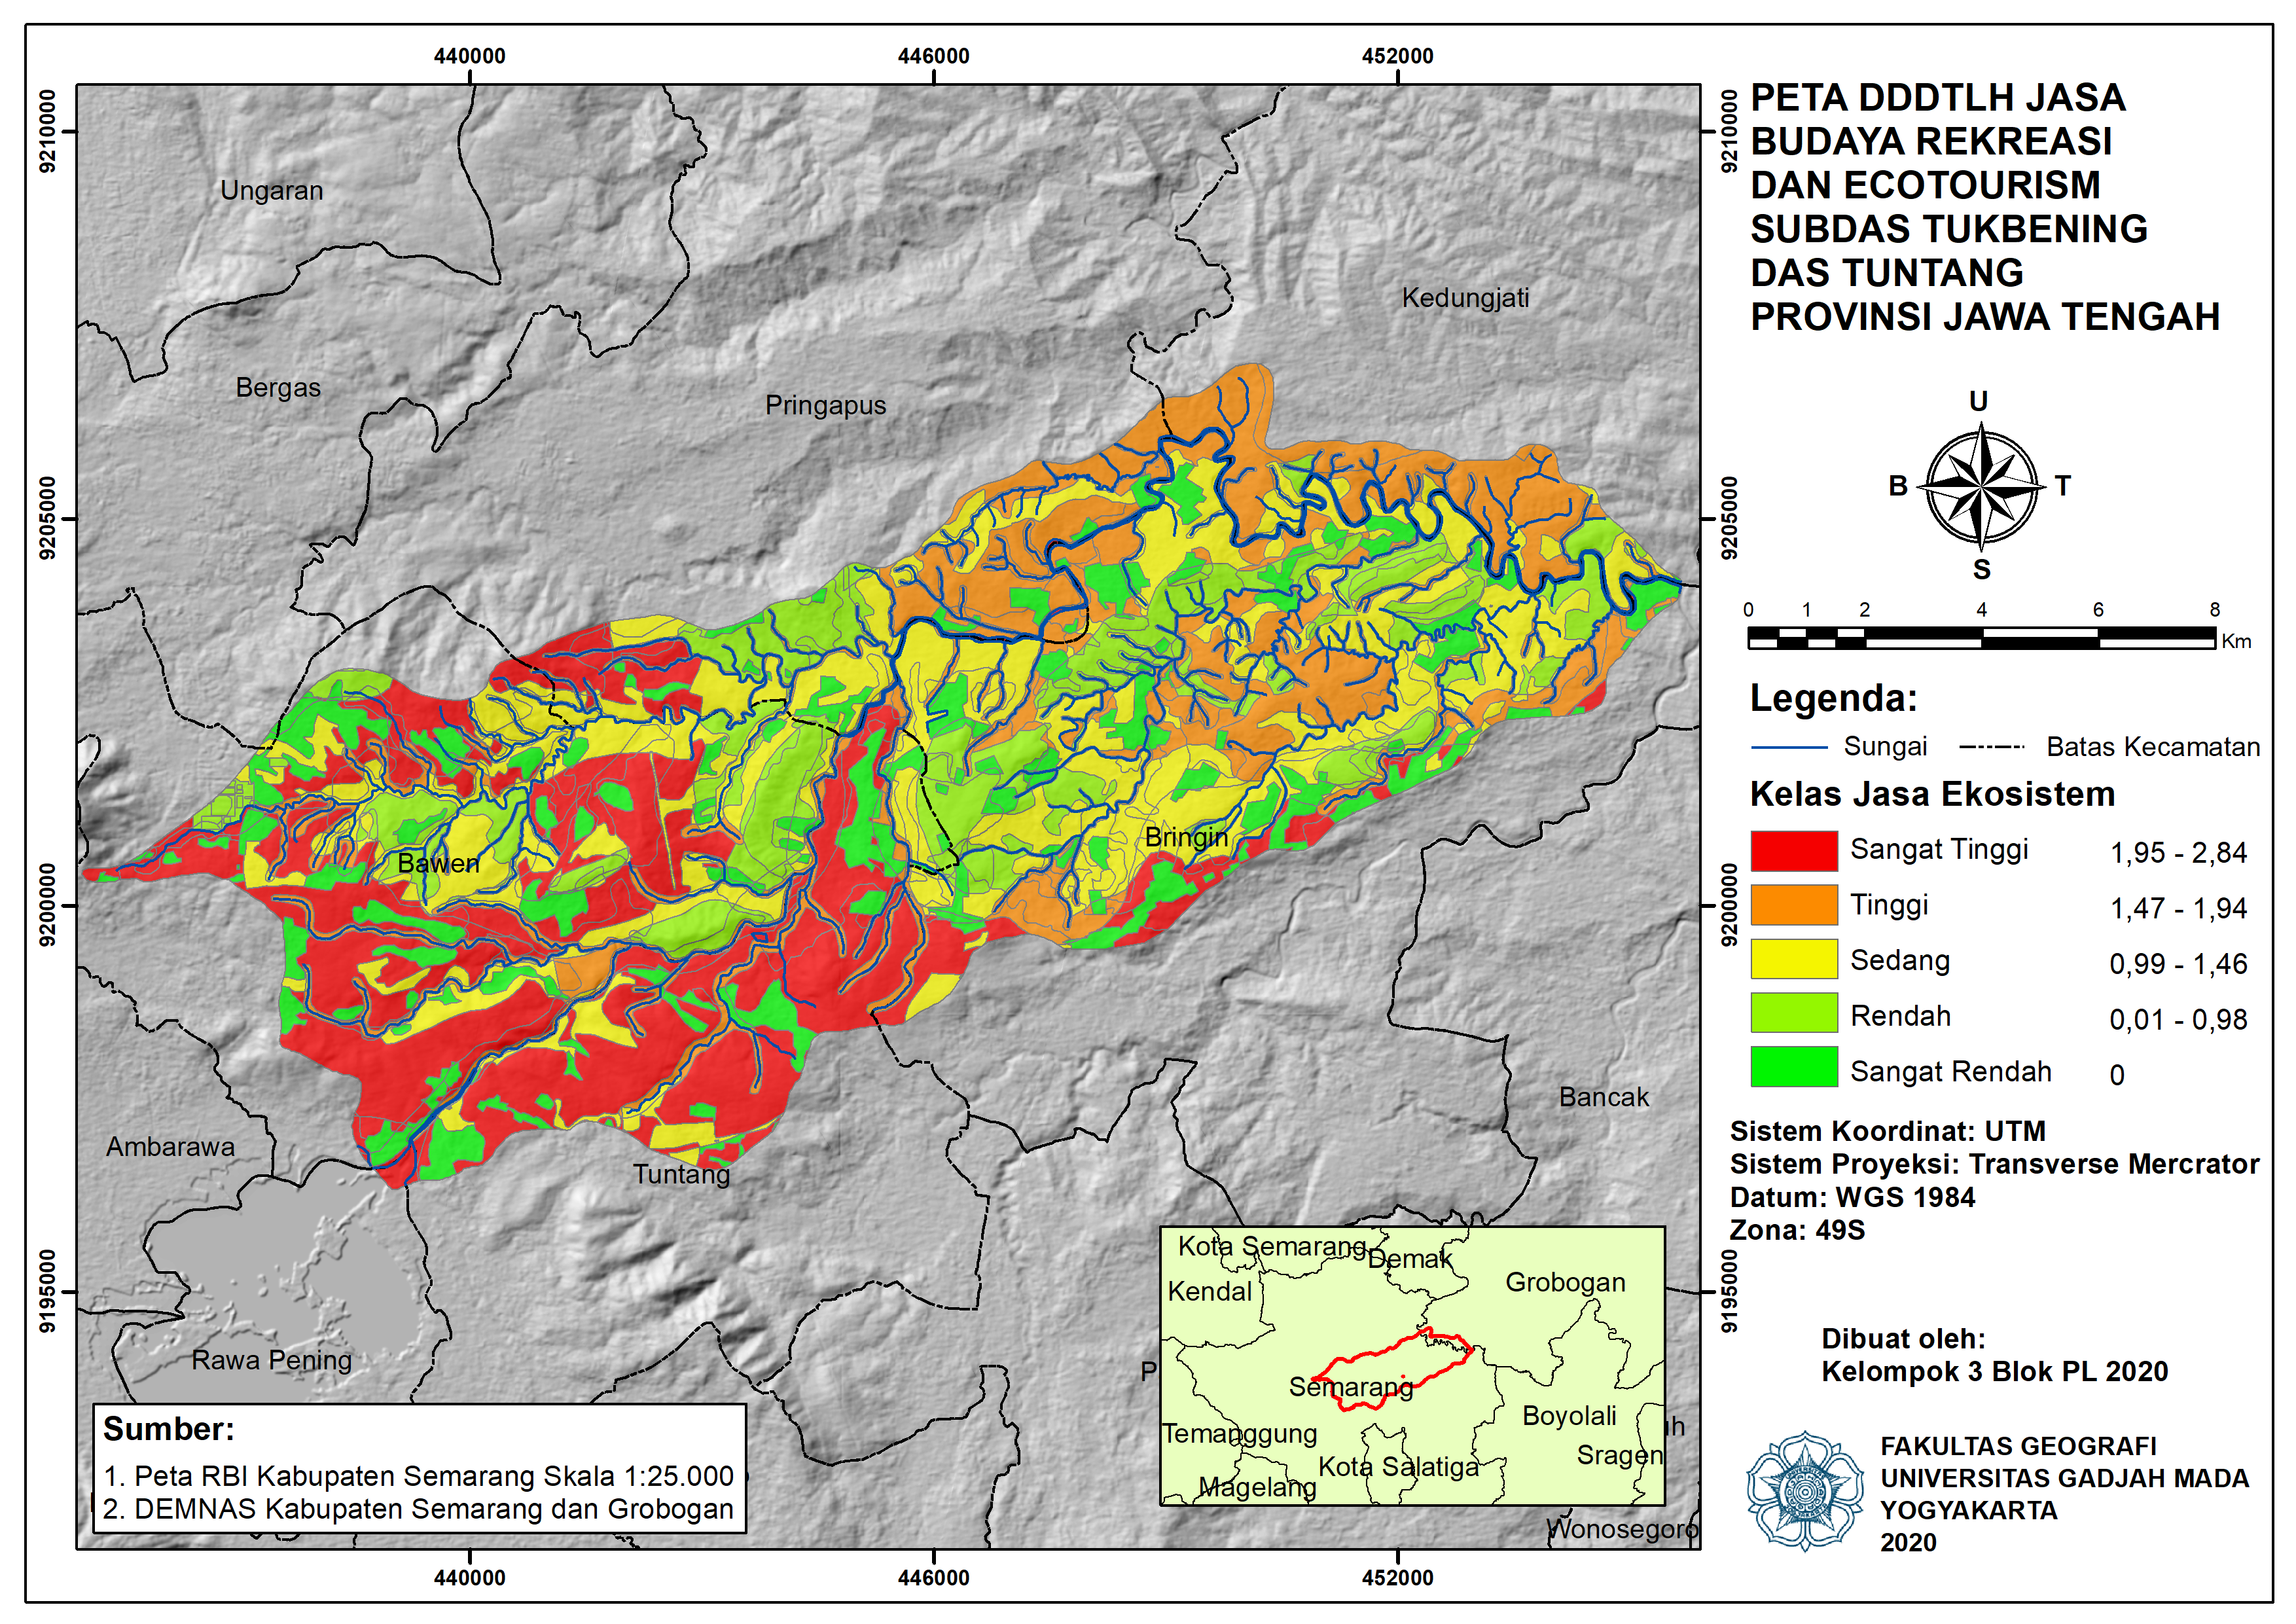 PETA DDDTLH JASA
BUDAYA REKREASI
DAN ECOTOURISM
SUBDAS TUKBENING
DAS TUNTANG
PROVINSI JAWA TENGAH
U
B
T
S
0 1 2 4 6 8
Km
Legenda:
Sungai
Batas Kecamatan
Kelas Jasa Ekosistem
Sangat Tinggi 1,95 - 2,84
Tinggi 1,47 - 1,94
Sedang 0,99 - 1,46
Rendah 0,01 - 0,98
Sangat Rendah 0
Sistem Koordinat: UTM
Sistem Proyeksi: Transverse Mercrator
Datum: WGS 1984
Zona: 49S
Dibuat oleh:
Kelompok 3 Blok PL 2020
FAKULTAS GEOGRAFI
UNIVERSITAS GADJAH MADA
YOGYAKARTA
2020
440000 446000 452000
9210000
9205000
9200000
9195000
9210000
9205000
9200000
9195000
440000 446000 452000
Ungaran
Kedungjati
Bergas
Pringapus
Bringin
Bawen
Bancak
Ambarawa
Tuntang
Rawa Pening
P
Wonosegoro
Sumber:
1. Peta RBI Kabupaten Semarang Skala 1:25.000
2. DEMNAS Kabupaten Semarang dan Grobogan
Kota Semarang
Demak
Grobogan
Kendal
Semarang
Boyolali
Temanggung
Sragen
Kota Salatiga
Magelang
ih